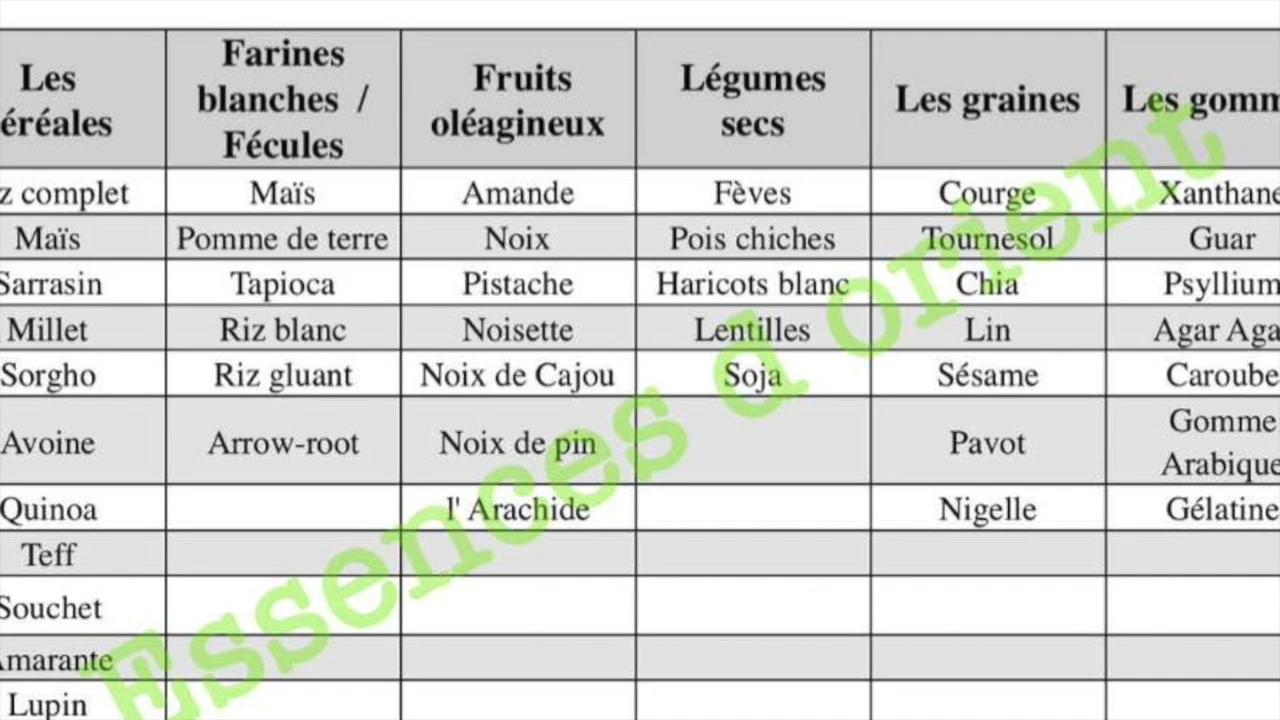 Les
éréales
Farines
blanches /
Fécules
Fruits
oléagineux
Légumes
secs
Les graines
Les gomm
z complet
Maïs
Amande
Fèves
Courge
Xanthane
Maïs
Pomme de terre
Noix
Pois chiches
Tournesol
Guar
Sarrasin
Tapioca
Pistache
Haricots blanc
Chia
Psyllium
Millet
Riz blanc
Noisette
Lentilles
Lin
Agar Aga
Sorgho
Riz gluant
Noix de Cajou
Soja
Sésame
Caroube
Avoine
Arrow-root
Noix de pin
Pavot
Gomme
Arabique
Quinoa
l' Arachide
Nigelle
Gélatine
Teff
Souchet
marante
Lupin
Essences d orient